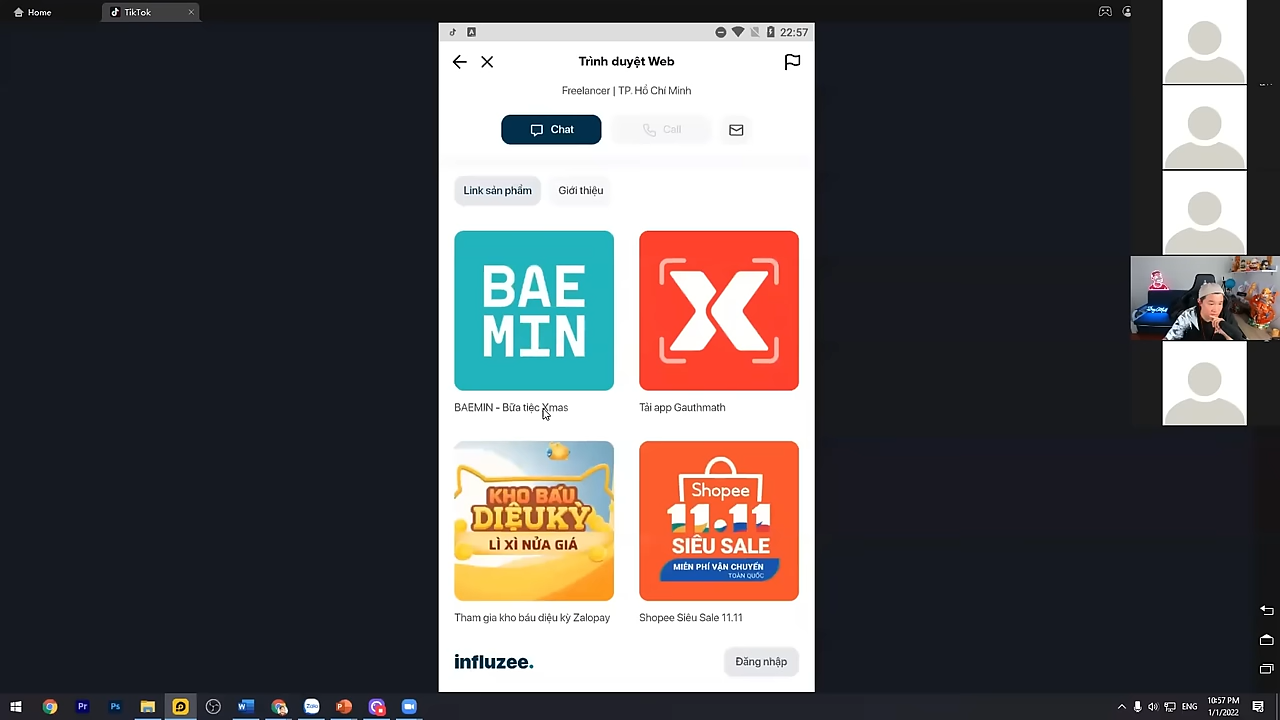 Home
TikTok
22:57
Trình duyệt Web
Freelancer | TP. Hồ Chí Minh
Chat
Call
Link sản phẩm
Giới thiệu
BAE
MIN
X
BAEMIN - Bữa tiệc Xmas
Tải app Gauthmath
KHO BÁU
DIỆU KỲ
LÌ XÌ NỬA GIÁ
Shopee
11.11
SIÊU SALE
MIỄN PHÍ VẬN CHUYỂN
TOÀN QUỐC
Tham gia kho báu diệu kỳ Zalopay
Shopee Siêu Sale 11.11
influzee.
Đăng nhập
ENG
10:57 PM
1/1/2022